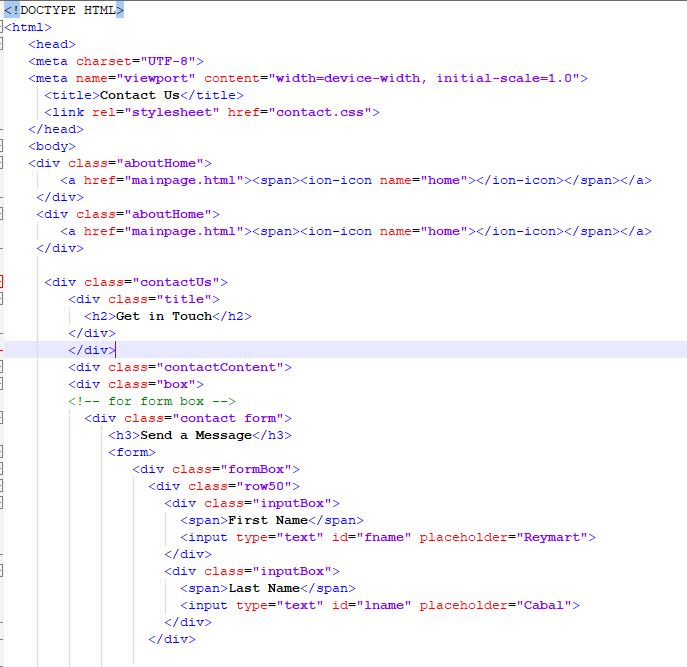 <!DOCTYPE HTML>
<html>
<head>
<meta charset="UTF-8">
<meta name="viewport" content="width=device-width, initial-scale=1.0">
<title>Contact Us</title>
<link rel="stylesheet" href="contact.css">
</head>
<body>
<div class="aboutHome">
<a href="mainpage.html"><span><ion-icon name="home"></ion-icon></span></a>
</div>
<div class="aboutHome">
<a href="mainpage.html"><span><ion-icon name="home"></ion-icon></span></a>
</div>
<div class="contactUs">
<div class="title">
<h2>Get in Touch</h2>
</div>
</div>
<div class="contactContent">
<div class="box">
<!-- for form box -->
<div class="contact form">
<h3>Send a Message</h3>
<form>
<div class="formBox">
<div class="row50">
<div class="inputBox">
<span>First Name</span>
<input type="text" id="fname" placeholder="Reymart">
</div>
<div class="inputBox">
<span>Last Name</span>
<input type="text" id="lname" placeholder="Cabal">
</div>
</div>